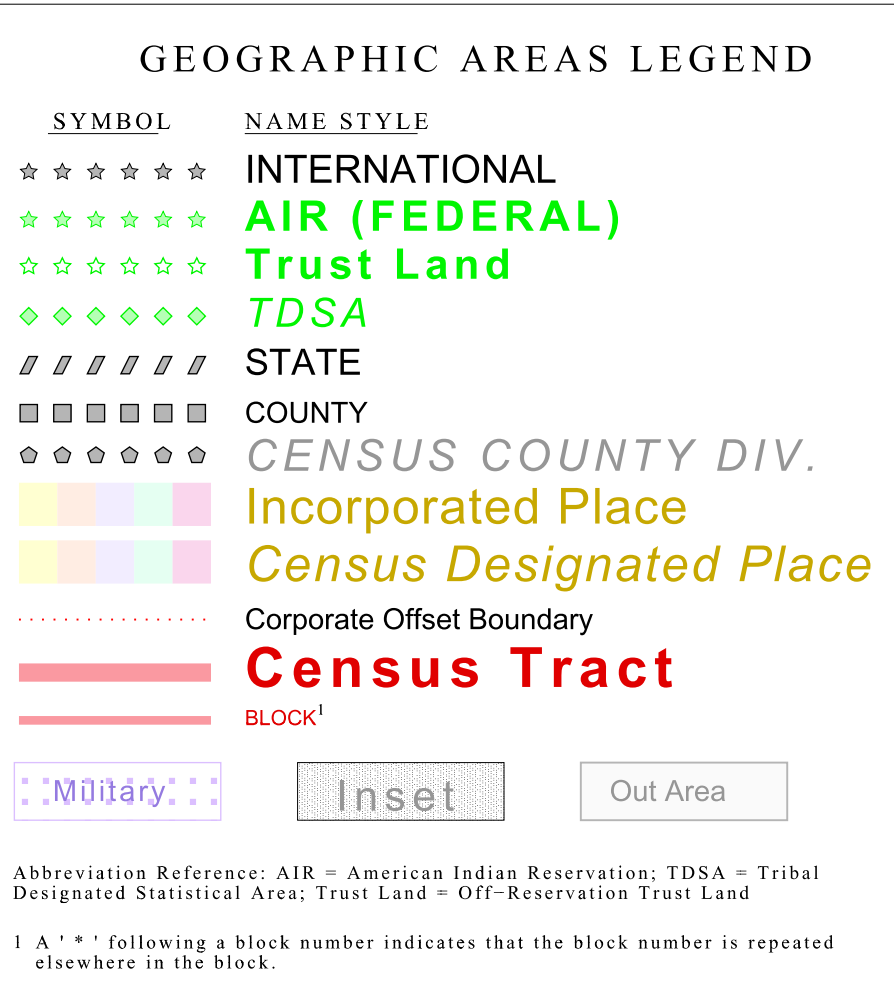 GEOGRAPHIC AREAS LEGEND
SYMBOL NAME STYLE
INTERNATIONAL
AIR (FEDERAL)
Trust Land
TDSA
STATE
COUNTY
CENSUS COUNTY DIV.
Incorporated Place
Census Designated Place
Corporate Offset Boundary
Census Tract
BLOCK¹
Military Inset Out Area
Abbreviation Reference: AIR = American Indian Reservation; TDSA = Tribal
Designated Statistical Area; Trust Land = Off−Reservation Trust Land
1 A ' * ' following a block number indicates that the block number is repeated
elsewhere in the block.